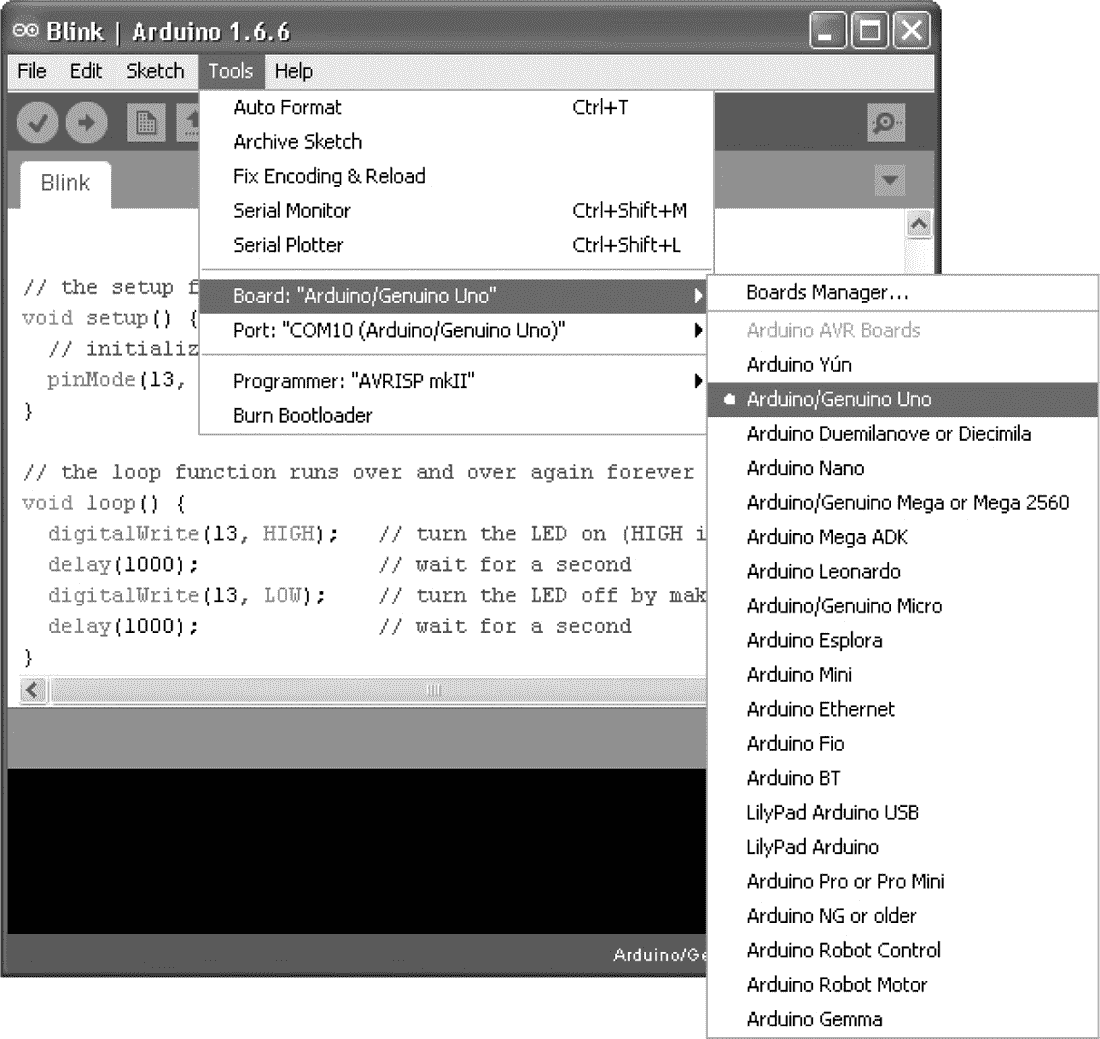 Blink | Arduino 1.6.6
File Edit Sketch Tools Help
Auto Format Ctrl+T
Archive Sketch
Fix Encoding & Reload
Serial Monitor Ctrl+Shift+M
Serial Plotter Ctrl+Shift+L
Board: "Arduino/Genuino Uno"
Port: "COM10 (Arduino/Genuino Uno)"
Programmer: "AVRISP mkII"
Burn Bootloader
Boards Manager...
Arduino AVR Boards
Arduino Yún
Arduino/Genuino Uno
Arduino Duemilanove or Diecimila
Arduino Nano
Arduino/Genuino Mega or Mega 2560
Arduino Mega ADK
Arduino Leonardo
Arduino/Genuino Micro
Arduino Esplora
Arduino Mini
Arduino Ethernet
Arduino Fio
Arduino BT
LilyPad Arduino USB
LilyPad Arduino
Arduino Pro or Pro Mini
Arduino NG or older
Arduino Robot Control
Arduino Robot Motor
Arduino Gemma
Blink
// the setup f
void setup() {
// initializ
pinMode(13,
}
// the loop function runs over and over again forever
void loop() {
digitalWrite(13, HIGH); // turn the LED on (HIGH i
delay(1000); // wait for a second
digitalWrite(13, LOW); // turn the LED off by mak
delay(1000); // wait for a second
}
Arduino/Ge